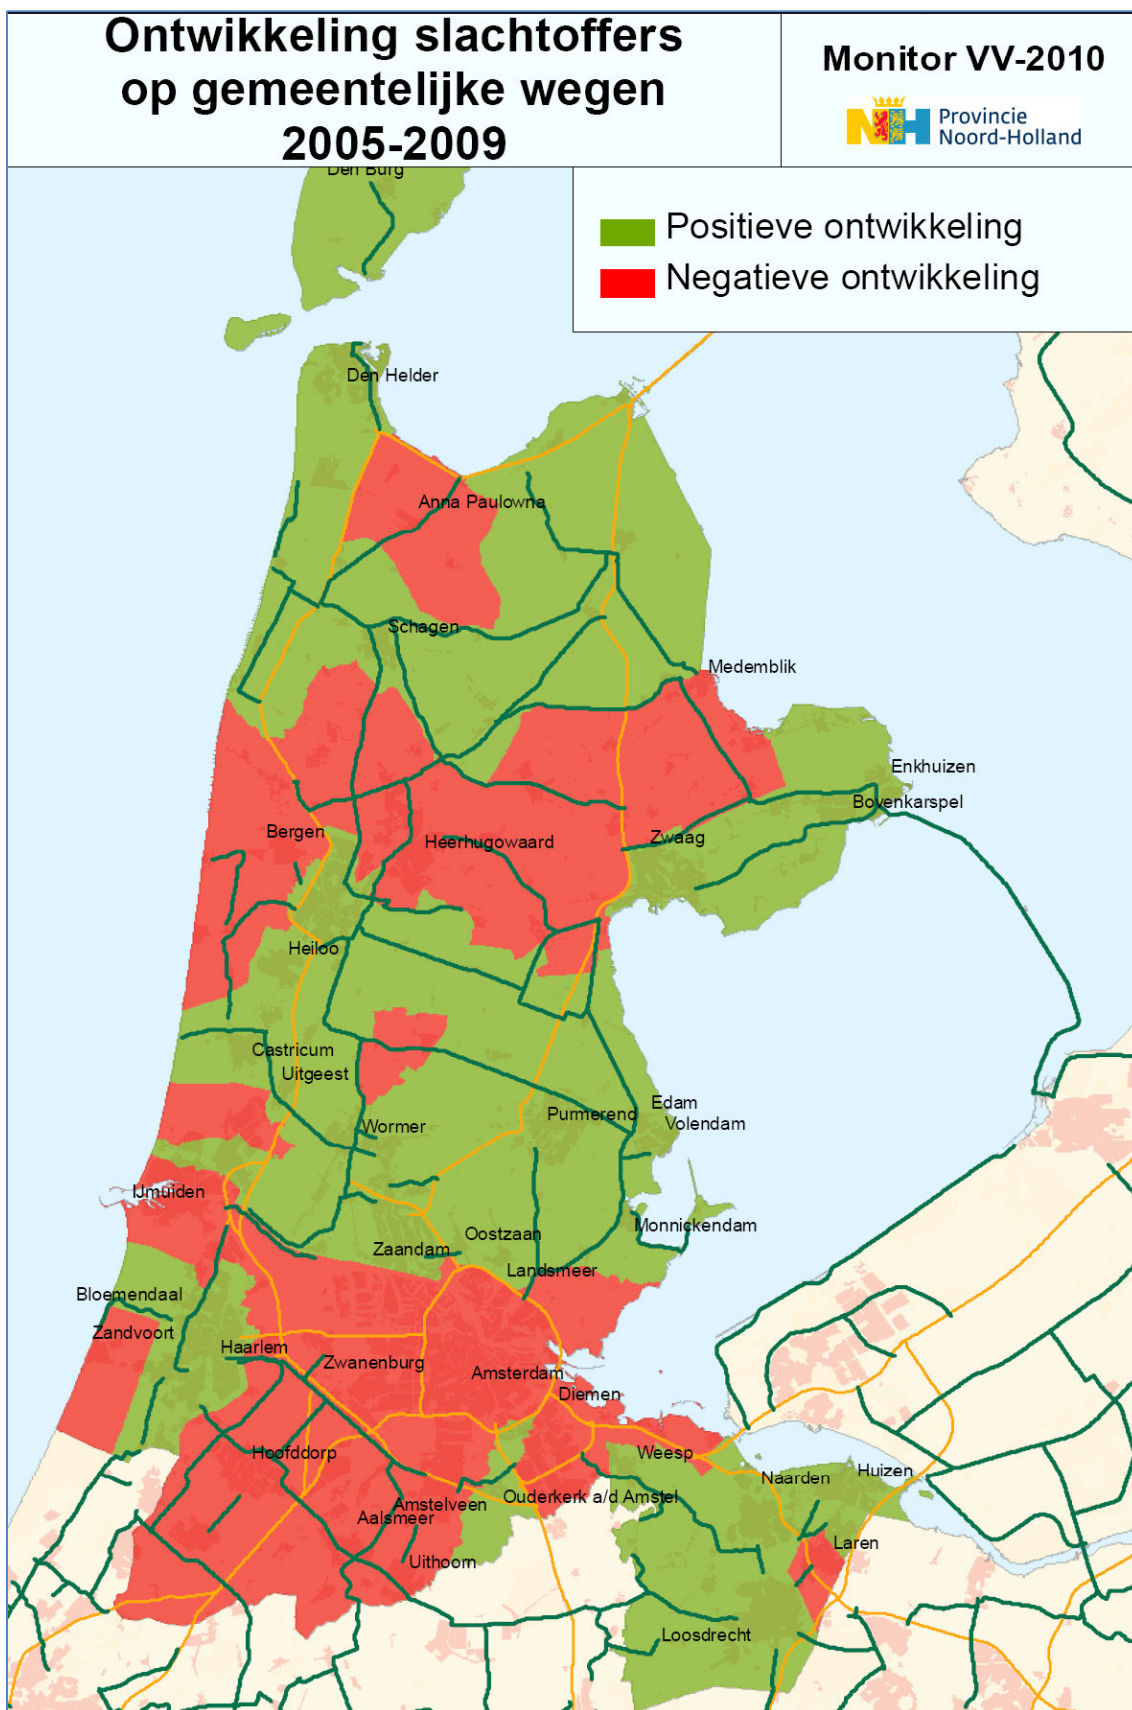 Ontwikkeling slachtoffers
op gemeentelijke wegen
2005-2009
Monitor VV-2010
NH Provincie
Noord-Holland
Positieve ontwikkeling
Negatieve ontwikkeling
Den Burg
Den Helder
Anna Paulowna
Schagen
Medemblik
Enkhuizen
Bovenkarspel
Bergen
Heerhugowaard
Zwaag
Heiloo
Castricum
Uitgeest
Edam
Purmerend
Volendam
Wormer
IJmuiden
Monnickendam
Oostzaan
Zaandam
Landsmeer
Bloemendaal
Zandvoort
Haarlem
Zwanenburg
Amsterdam
Diemen
Hoofddorp
Weesp
Naarden
Huizen
Amstelveen
Ouderkerk a/d Amstel
Aalsmeer
Laren
Uithoorn
Loosdrecht